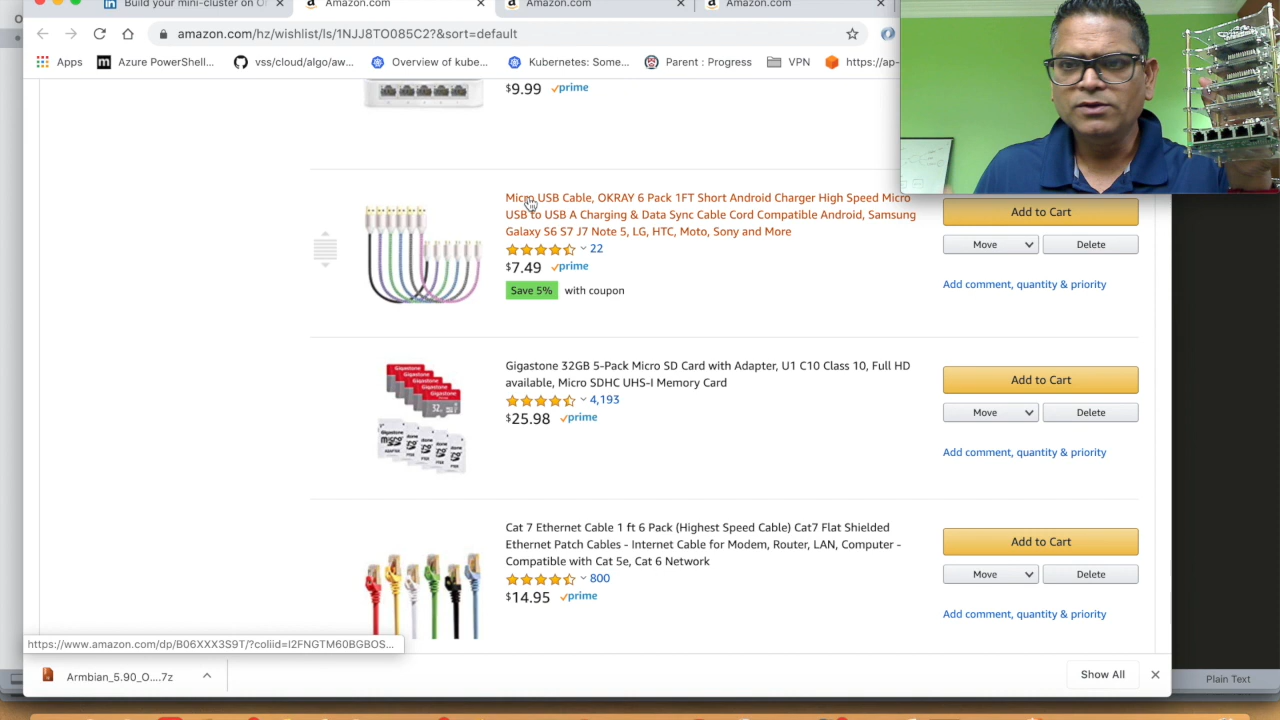 Build your mini-cluster on O
Amazon.com
Amazon.com
Amazon.com
amazon.com/hz/wishlist/ls/1NJJ8TO085C2?&sort=default
Apps
Azure PowerShell...
vss/cloud/algo/aw...
Overview of kube...
Kubernetes: Some...
Parent : Progress
VPN
https://ap-
$9.99 prime
Micro USB Cable, OKRAY 6 Pack 1FT Short Android Charger High Speed Micro
USB to USB A Charging & Data Sync Cable Cord Compatible Android, Samsung
Galaxy S6 S7 J7 Note 5, LG, HTC, Moto, Sony and More
22
$7.49 prime
Save 5% with coupon
Add to Cart
Move
Delete
Add comment, quantity & priority
Gigastone 32GB 5-Pack Micro SD Card with Adapter, U1 C10 Class 10, Full HD
available, Micro SDHC UHS-I Memory Card
4,193
$25.98 prime
Add to Cart
Move
Delete
Add comment, quantity & priority
Cat 7 Ethernet Cable 1 ft 6 Pack (Highest Speed Cable) Cat7 Flat Shielded
Ethernet Patch Cables - Internet Cable for Modem, Router, LAN, Computer -
Compatible with Cat 5e, Cat 6 Network
800
$14.95 prime
Add to Cart
Move
Delete
Add comment, quantity & priority
https://www.amazon.com/dp/B06XXX3S9T/?coliid=I2FNGTM60BGBOS...
Armbian_5.90_O....7z
Show All
Plain Text